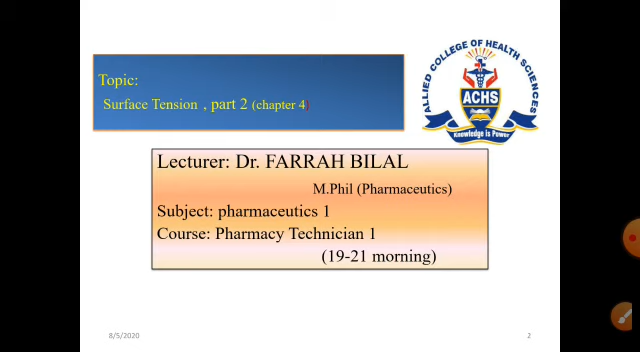 Topic:
Surface Tension , part 2 (chapter 4)
ALLIED COLLEGE OF HEALTH SCIENCES
ACHS
Knowledge is Power
Lecturer: Dr. FARRAH BILAL
M.Phil (Pharmaceutics)
Subject: pharmaceutics 1
Course: Pharmacy Technician 1
(19-21 morning)
8/5/2020
2